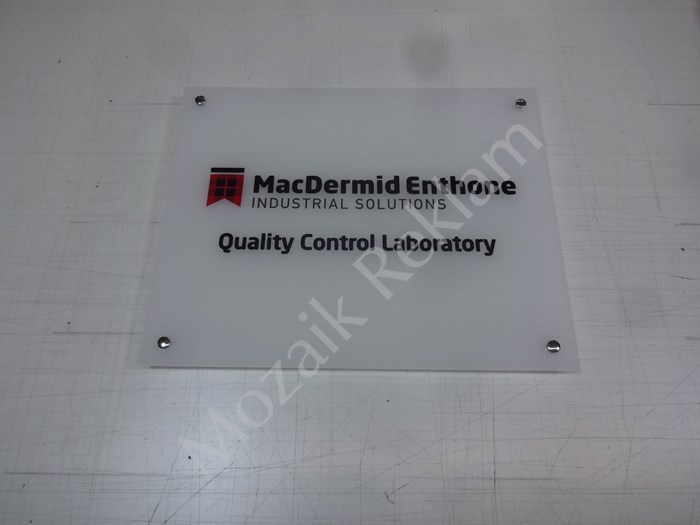 MacDermid Enthone
INDUSTRIAL SOLUTIONS
Quality Control Laboratory
Mozaik Reklam